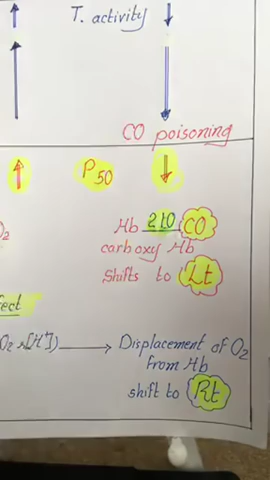 T. activity
CO poisoning
P50
Hb 210 CO
carboxy Hb
O2
Shifts to Lt
fect
O2 & [H+]) → Displacement of O2
from Hb
shift to Rt